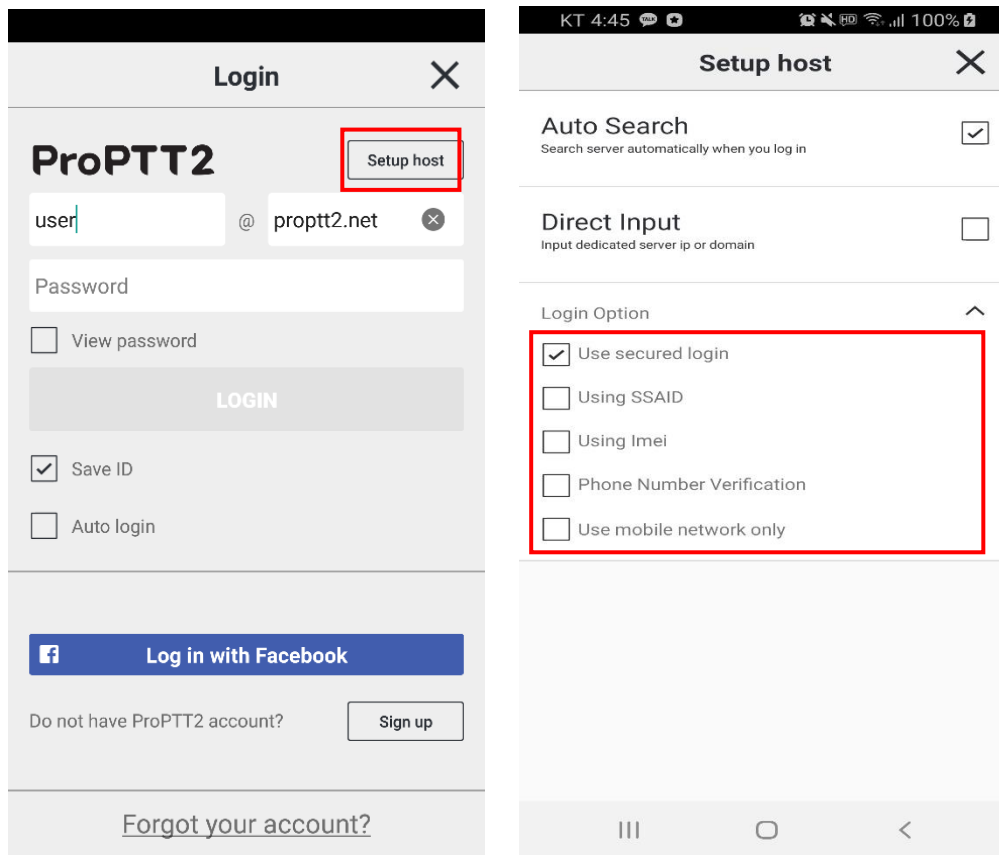 Login
ProPTT2
Setup host
user @ proptt2.net
Password
View password
LOGIN
Save ID
Auto login
Log in with Facebook
Do not have ProPTT2 account?
Sign up
Forgot your account?
KT 4:45 TALK HD 100%
Setup host
Auto Search
Search server automatically when you log in
Direct Input
Input dedicated server ip or domain
Login Option
Use secured login
Using SSAID
Using Imei
Phone Number Verification
Use mobile network only